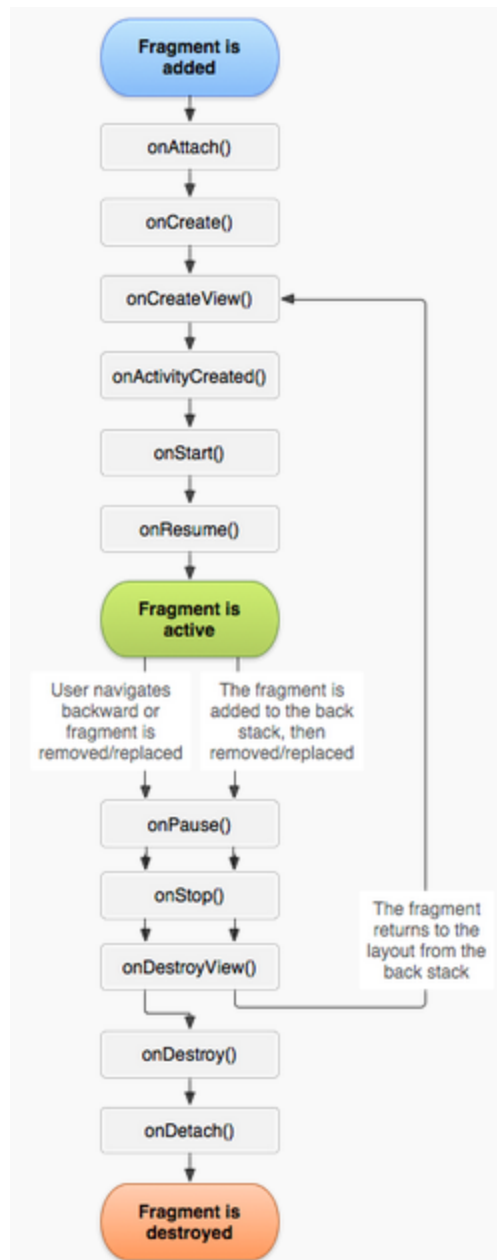 Fragment is
added
onAttach()
onCreate()
onCreateView()
onActivityCreated()
onStart()
onResume()
Fragment is
active
User navigates
backward or
fragment is
removed/replaced
The fragment is
added to the back
stack, then
removed/replaced
onPause()
onStop()
onDestroyView()
The fragment
returns to the
layout from the
back stack
onDestroy()
onDetach()
Fragment is
destroyed